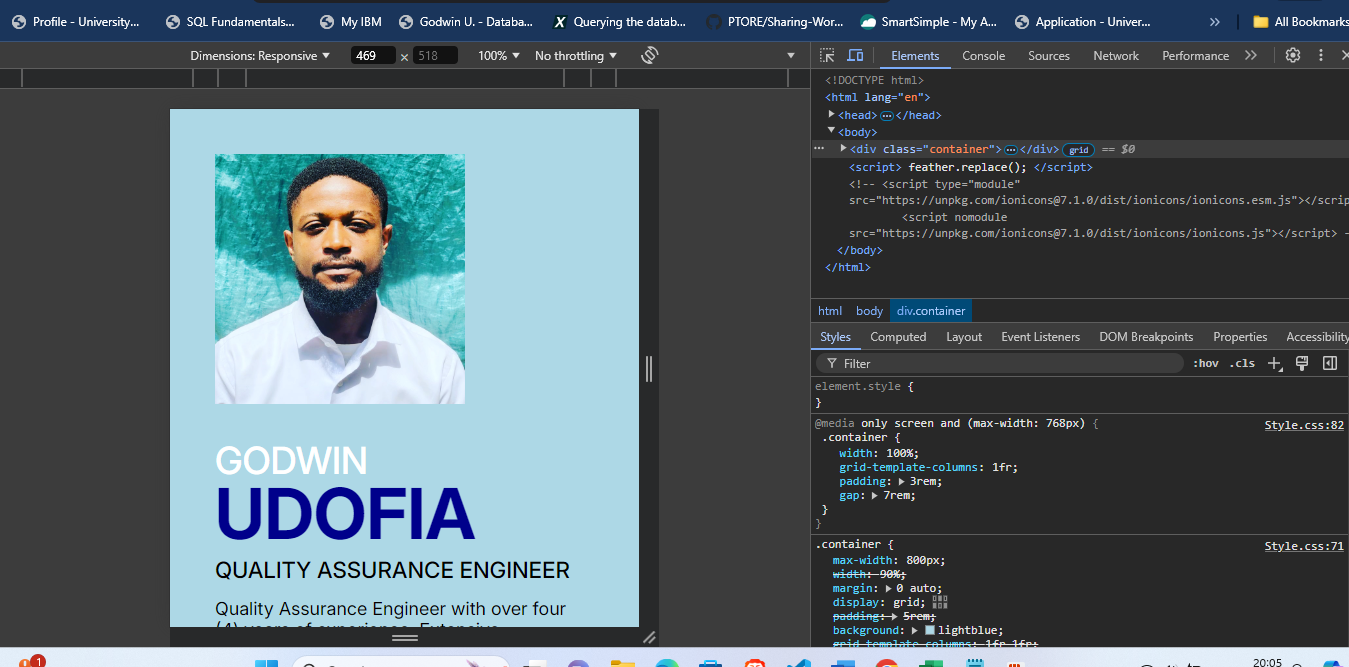 Profile - University... SQL Fundamentals... My IBM Godwin U. - Databa... Querying the datab... PTORE/Sharing-Wor... SmartSimple - My A... Application - Univer... » All Bookmarks
Dimensions: Responsive ▼ 469 × 518 100% ▼ No throttling ▼
Elements Console Sources Network Performance »
<!DOCTYPE html>
<html lang="en">
<head> … </head>
<body>
<div class="container"> … </div> grid == $0
<script> feather.replace(); </script>
<!-- <script type="module"
src="https://unpkg.com/ionicons@7.1.0/dist/ionicons/ionicons.esm.js"></scrip
<script nomodule
src="https://unpkg.com/ionicons@7.1.0/dist/ionicons/ionicons.js"></script> -
</body>
</html>
html body div.container
Styles Computed Layout Event Listeners DOM Breakpoints Properties Accessibility
Filter :hov .cls
element.style {
}
@media only screen and (max-width: 768px) { Style.css:82
.container {
width: 100%;
grid-template-columns: 1fr;
padding: 3rem;
gap: 7rem;
}
}
.container { Style.css:71
max-width: 800px;
width: 90%;
margin: 0 auto;
display: grid;
padding: 5rem;
background: lightblue;
grid-template-columns: 1fr 1fr;
GODWIN
UDOFIA
QUALITY ASSURANCE ENGINEER
Quality Assurance Engineer with over four
(4) years of experience. Extensive
1
20:05